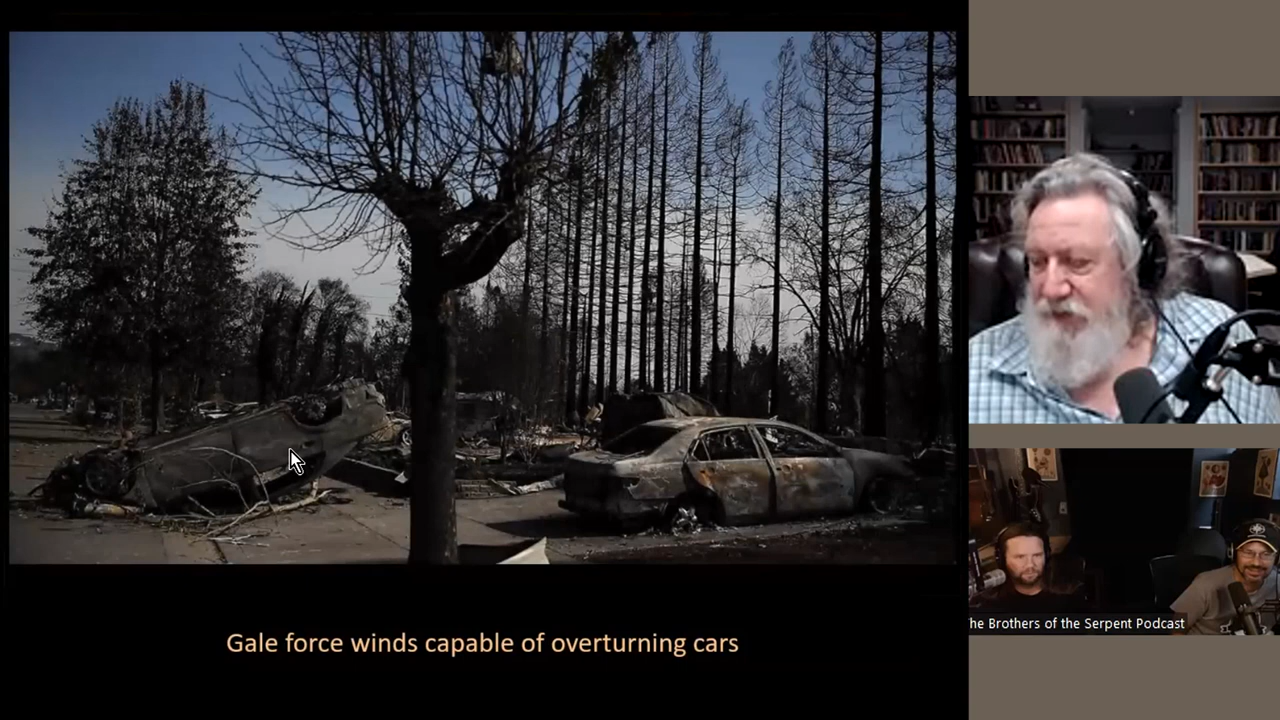 Gale force winds capable of overturning cars
he Brothers of the Serpent Podcast